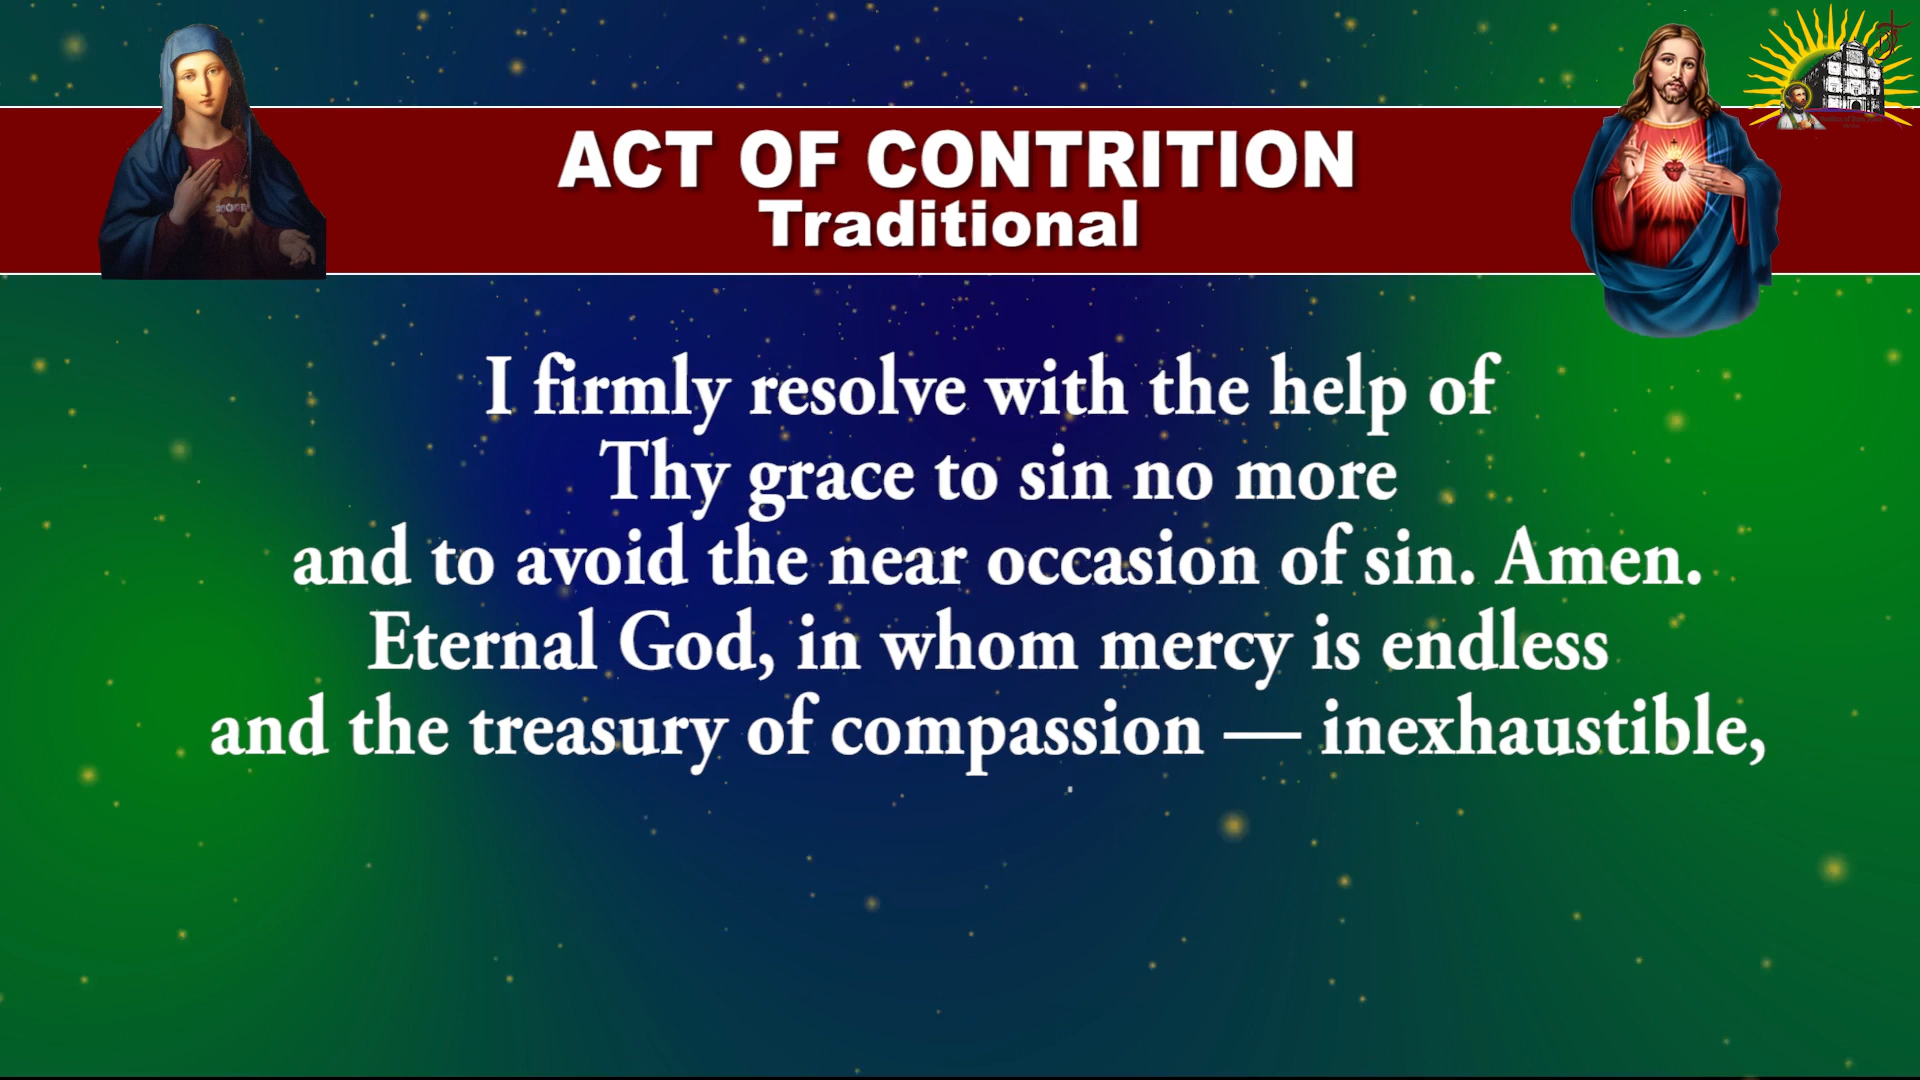 ACT OF CONTRITION
Traditional
I firmly resolve with the help of
Thy grace to sin no more
and to avoid the near occasion of sin. Amen.
Eternal God, in whom mercy is endless
and the treasury of compassion — inexhaustible,